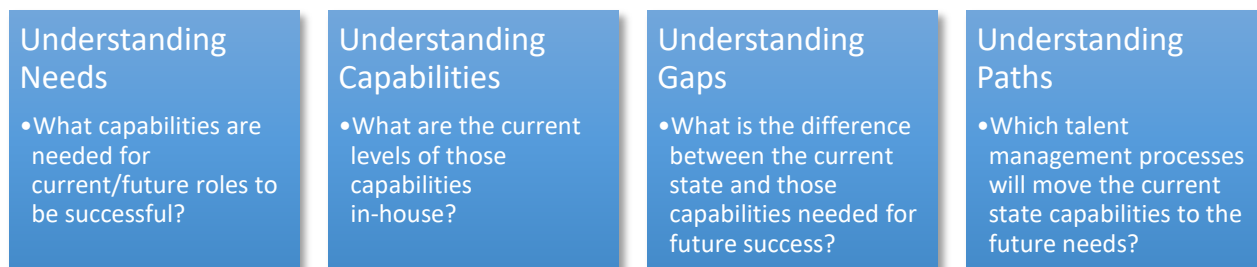 Understanding
Needs
•What capabilities are
needed for
current/future roles to
be successful?
Understanding
Capabilities
•What are the current
levels of those
capabilities
in-house?
Understanding
Gaps
•What is the difference
between the current
state and those
capabilities needed for
future success?
Understanding
Paths
•Which talent
management processes
will move the current
state capabilities to the
future needs?